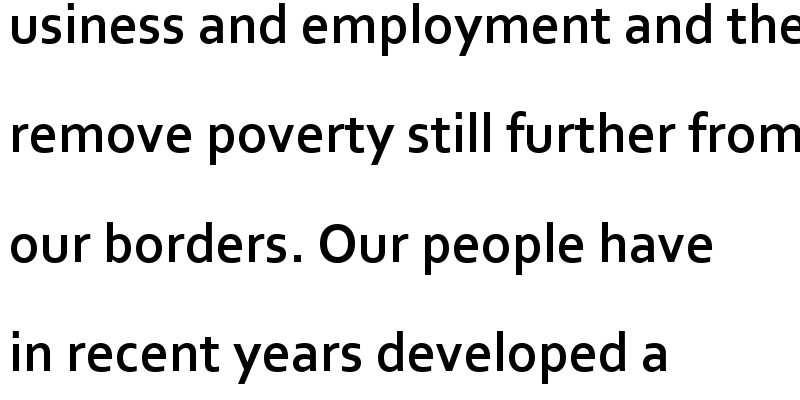 usiness and employment and the
remove poverty still further from
our borders. Our people have
in recent years developed a